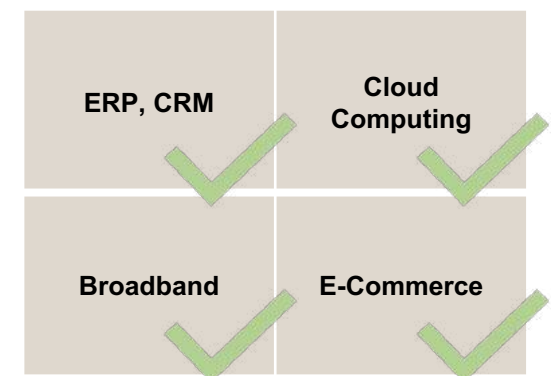 ERP, CRM
Cloud
Computing
Broadband
E-Commerce